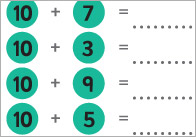 10 + 7 = ..........
10 + 3 = ..........
10 + 9 = ..........
10 + 5 = ..........